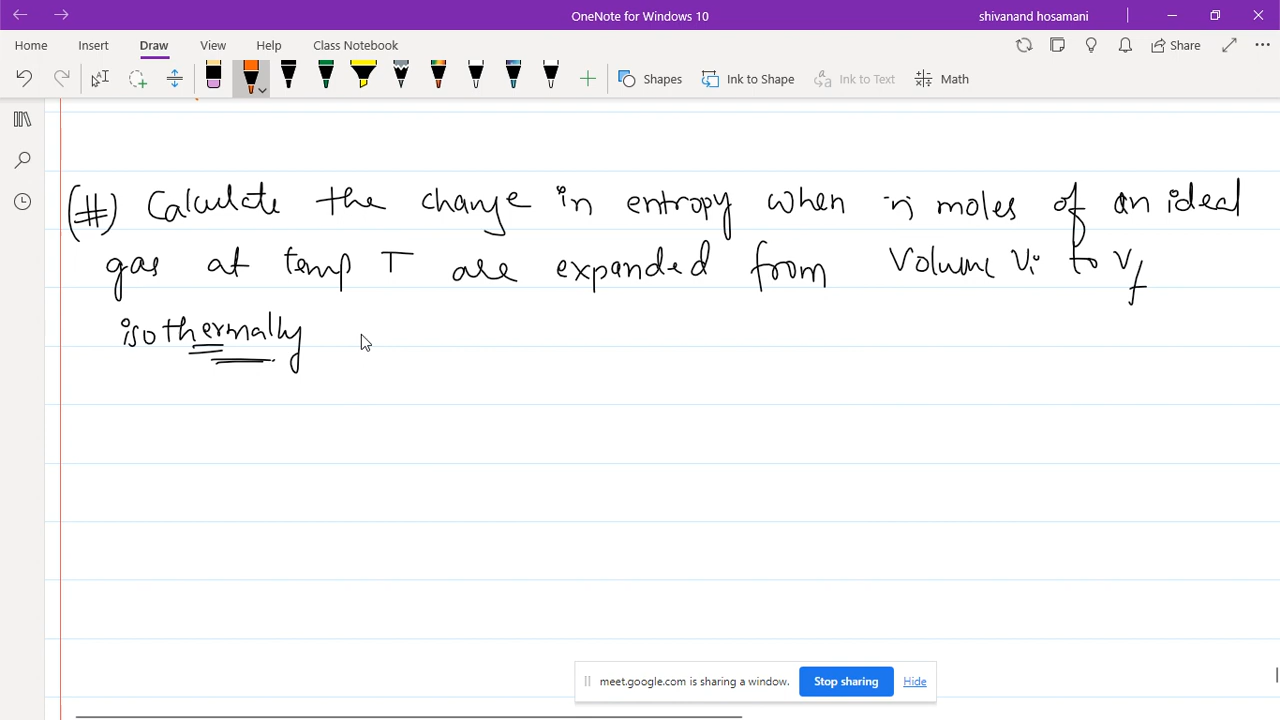 OneNote for Windows 10
shivanand hosamani
Home Insert Draw View Help Class Notebook
Share
Shapes Ink to Shape Ink to Text Math
(#) Calculate the change in entropy when n moles of an ideal
gas at temp T are expanded from Volume Vi to Vf
isothermally
meet.google.com is sharing a window. Stop sharing Hide